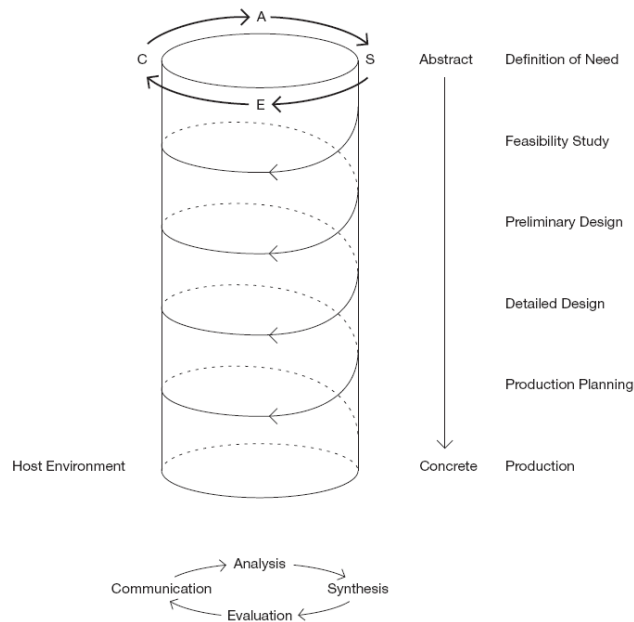 A
C
S
E
Abstract
Definition of Need
Feasibility Study
Preliminary Design
Detailed Design
Production Planning
Host Environment
Concrete
Production
Analysis
Communication
Synthesis
Evaluation